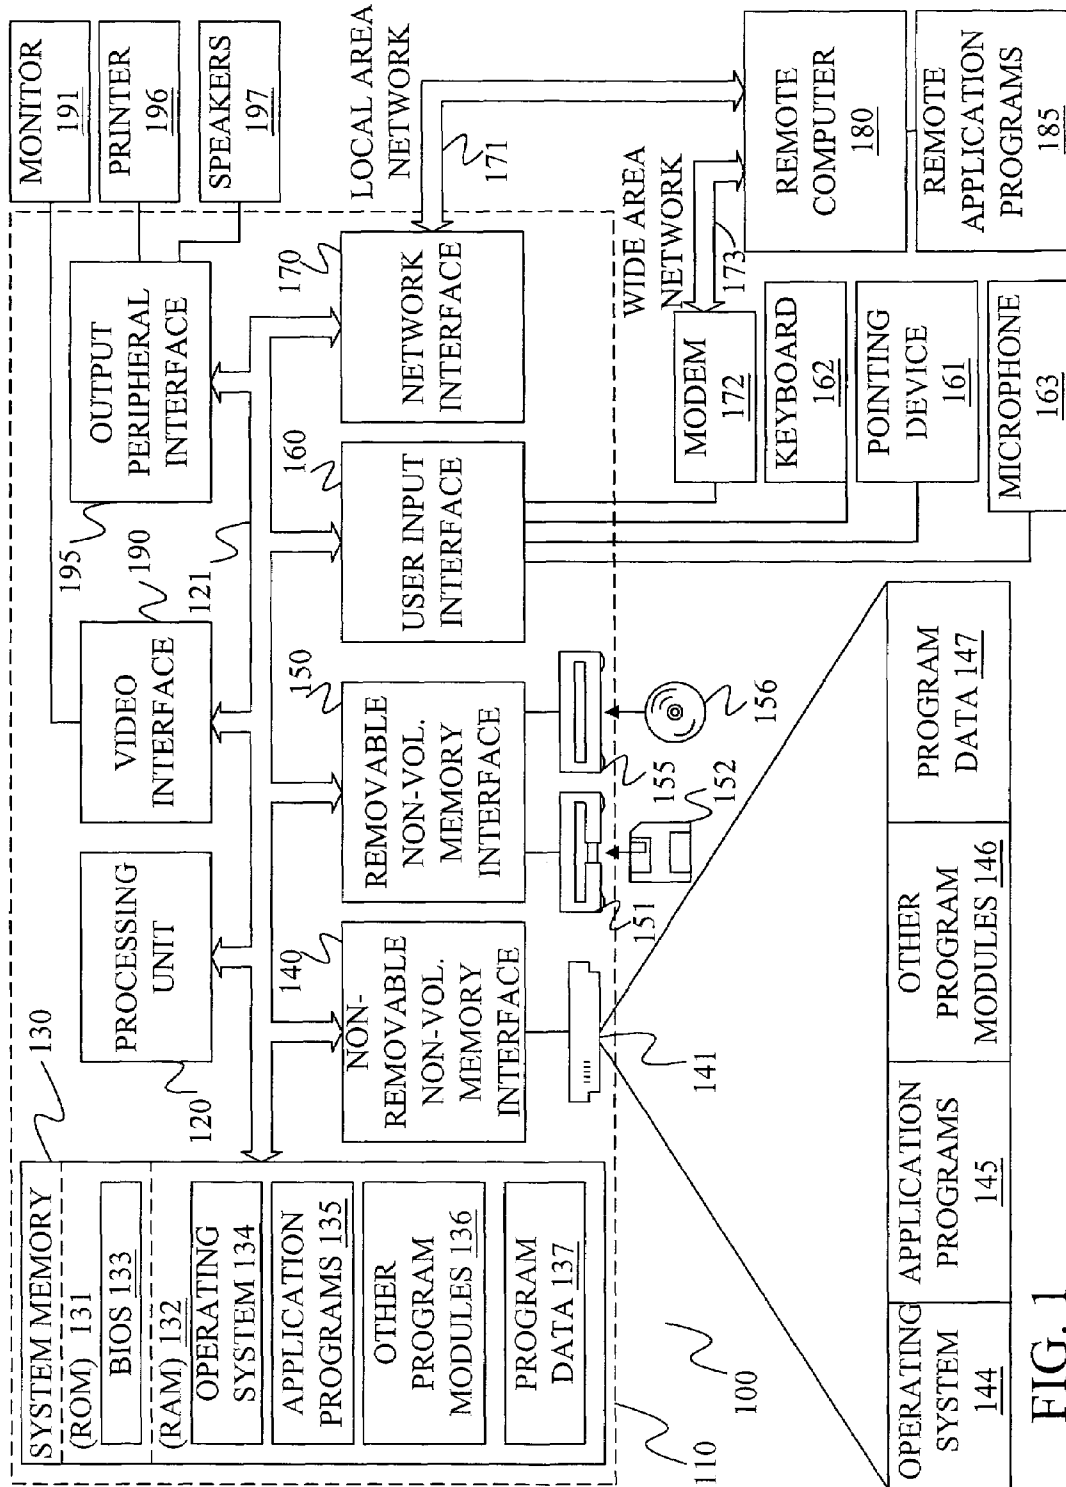 SYSTEM MEMORY
(ROM) 131
BIOS 133
(RAM) 132
OPERATING
SYSTEM 134
APPLICATION
PROGRAMS 135
OTHER
PROGRAM
MODULES 136
PROGRAM
DATA 137
130
PROCESSING
UNIT
120
VIDEO
INTERFACE
190
121
OUTPUT
PERIPHERAL
INTERFACE
195
MONITOR
191
PRINTER
196
SPEAKERS
197
140
NON-
REMOVABLE
NON-VOL.
MEMORY
INTERFACE
150
REMOVABLE
NON-VOL.
MEMORY
INTERFACE
160
USER INPUT
INTERFACE
170
NETWORK
INTERFACE
LOCAL AREA
NETWORK
171
141
151
152
155
156
WIDE AREA
NETWORK
173
MODEM
172
KEYBOARD
162
POINTING
DEVICE
161
MICROPHONE
163
REMOTE
COMPUTER
180
REMOTE
APPLICATION
PROGRAMS
185
110
100
OPERATING
SYSTEM
144
APPLICATION
PROGRAMS
145
OTHER
PROGRAM
MODULES 146
PROGRAM
DATA 147
FIG. 1